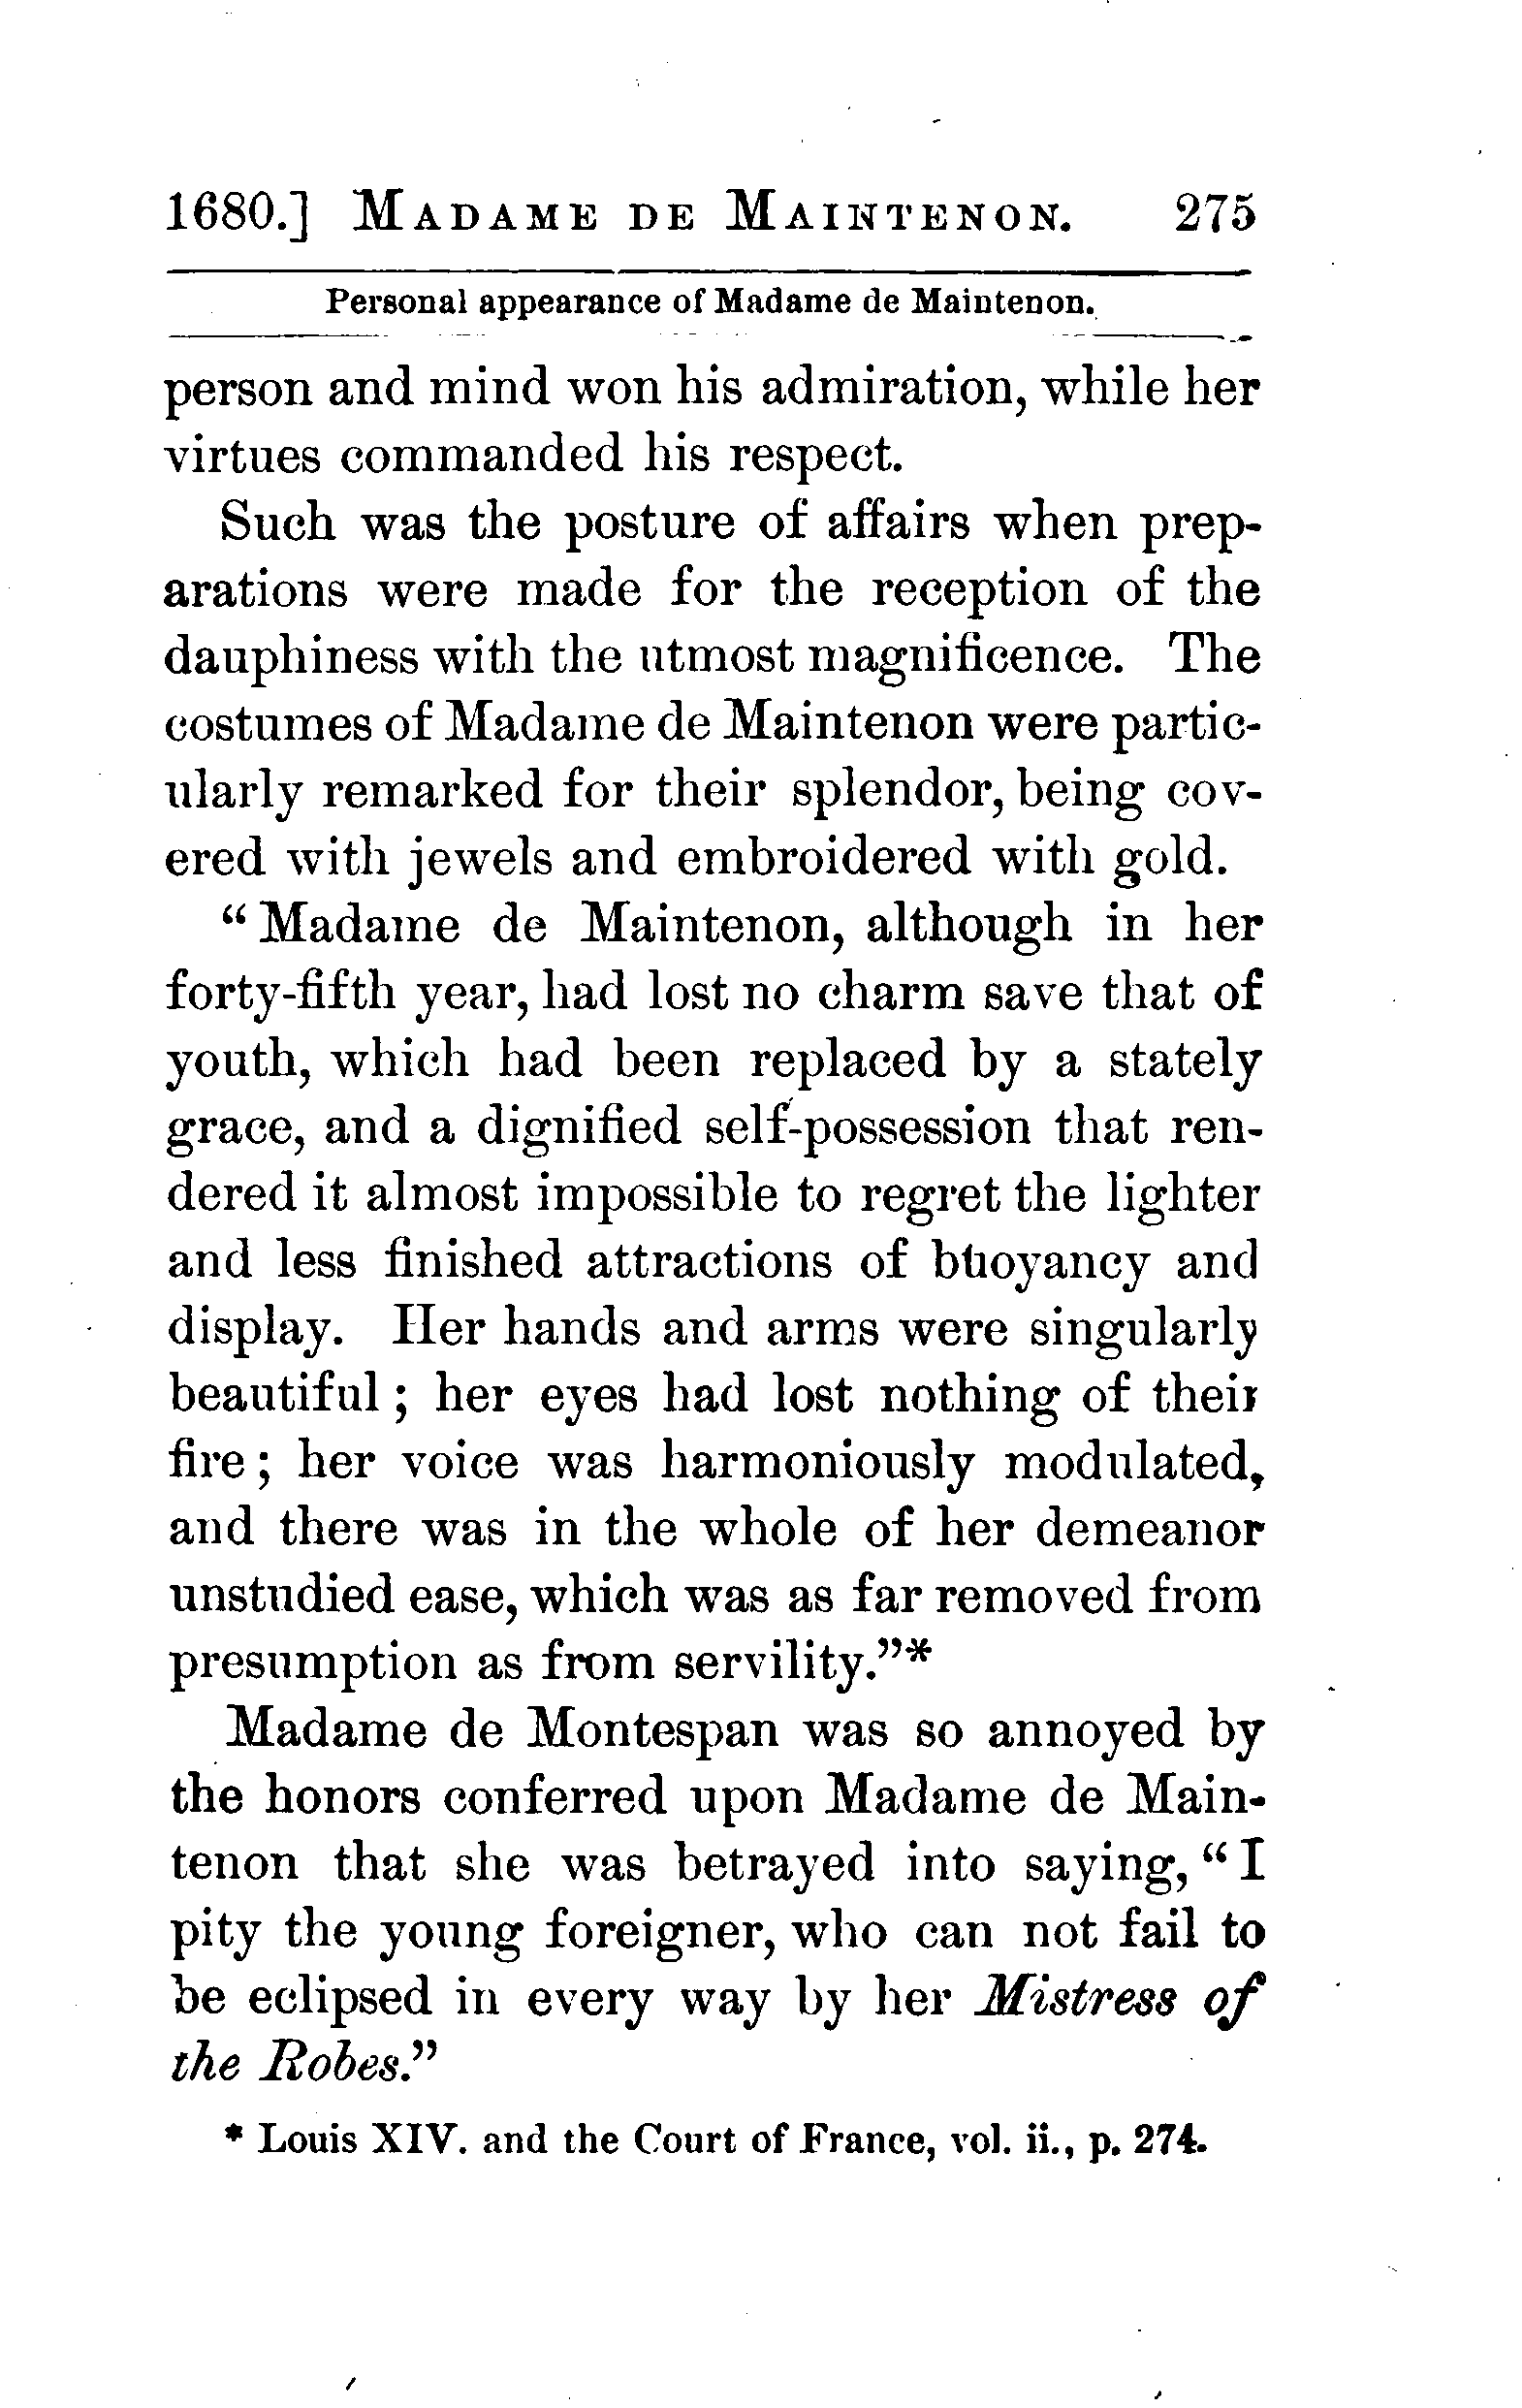 1680.] MADAME DE MAINTENON. 275
Personal appearance of Madame de Maintenon.
person and mind won his admiration, while her
virtues commanded his respect.
Such was the posture of affairs when prep-
arations were made for the reception of the
dauphiness with the utmost magnificence. The
costumes of Madame de Maintenon were partic-
ularly remarked for their splendor, being cov-
ered with jewels and embroidered with gold.
“Madame de Maintenon, although in her
forty-fifth year, had lost no charm save that of
youth, which had been replaced by a stately
grace, and a dignified self-possession that ren-
dered it almost impossible to regret the lighter
and less finished attractions of buoyancy and
display. Her hands and arms were singularly
beautiful; her eyes had lost nothing of their
fire; her voice was harmoniously modulated,
and there was in the whole of her demeanor
unstudied ease, which was as far removed from
presumption as from servility.”*
Madame de Montespan was so annoyed by
the honors conferred upon Madame de Main-
tenon that she was betrayed into saying, “I
pity the young foreigner, who can not fail to
be eclipsed in every way by her Mistress of
the Robes.”
* Louis XIV. and the Court of France, vol. ii., p. 274.